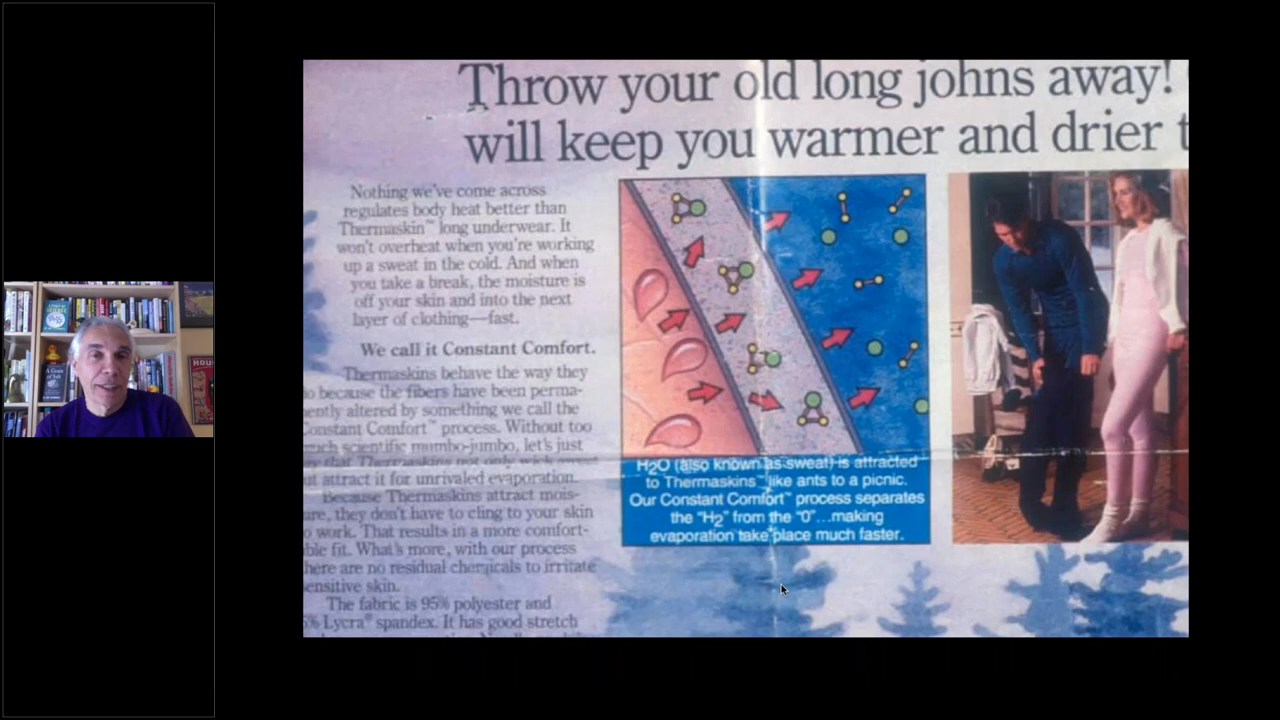 Throw your old long johns away!
will keep you warmer and drier t
Nothing we've come across
regulates body heat better than
Thermaskin™ long underwear. It
won't overheat when you're working
up a sweat in the cold. And when
you take a break, the moisture is
off your skin and into the next
layer of clothing—fast.
We call it Constant Comfort.
Thermaskins behave the way they
o because the fibers have been perma-
ently altered by something we call the
Constant Comfort™ process. Without too
uch scientific mumbo-jumbo, let's just
ay that Thermaskins not only wick sweat
ut attract it for unrivaled evaporation.
Because Thermaskins attract mois-
ure, they don't have to cling to your skin
o work. That results in a more comfort-
ble fit. What's more, with our process
here are no residual chemicals to irritate
ensitive skin.
The fabric is 95% polyester and
5% Lycra® spandex. It has good stretch
H2O (also known as sweat) is attracted
to Thermaskins™ like ants to a picnic.
Our Constant Comfort™ process separates
the "H2" from the "0"...making
evaporation take place much faster.